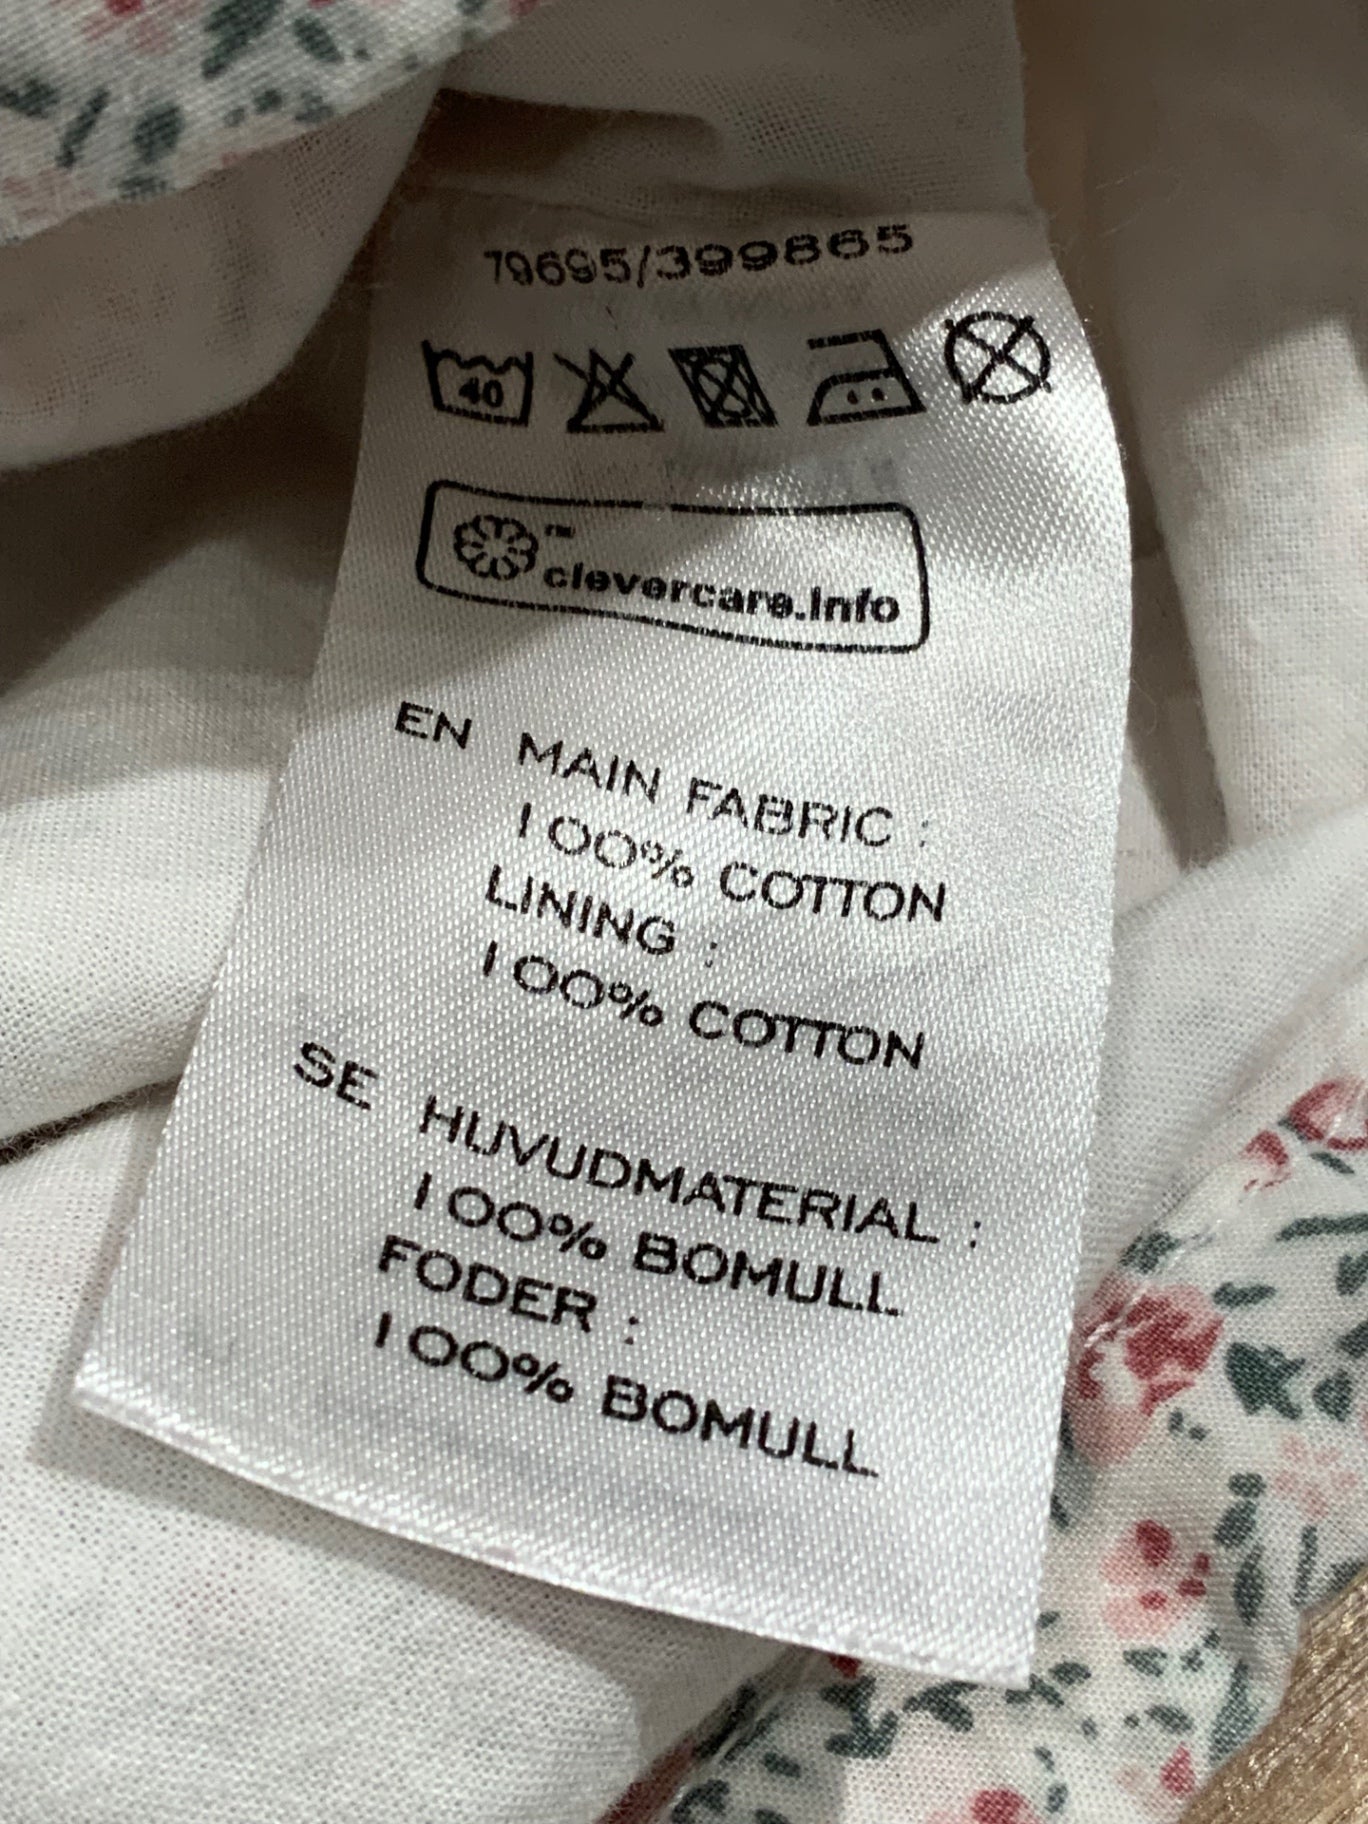 79695/399865
40
™
clevercare.info
EN MAIN FABRIC :
100% COTTON
LINING :
100% COTTON
SE HUVUDMATERIAL :
100% BOMULL
FODER :
100% BOMULL